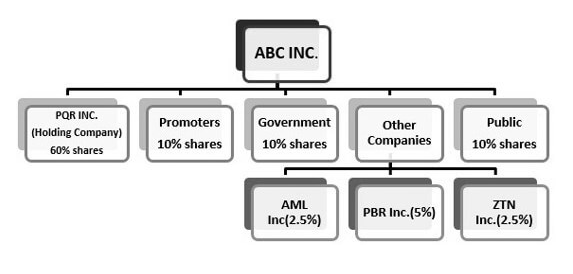 ABC INC.
PQR INC.
(Holding Company)
60% shares
Promoters
10% shares
Government
10% shares
Other
Companies
Public
10% shares
AML
Inc(2.5%)
PBR Inc.(5%)
ZTN
Inc.(2.5%)